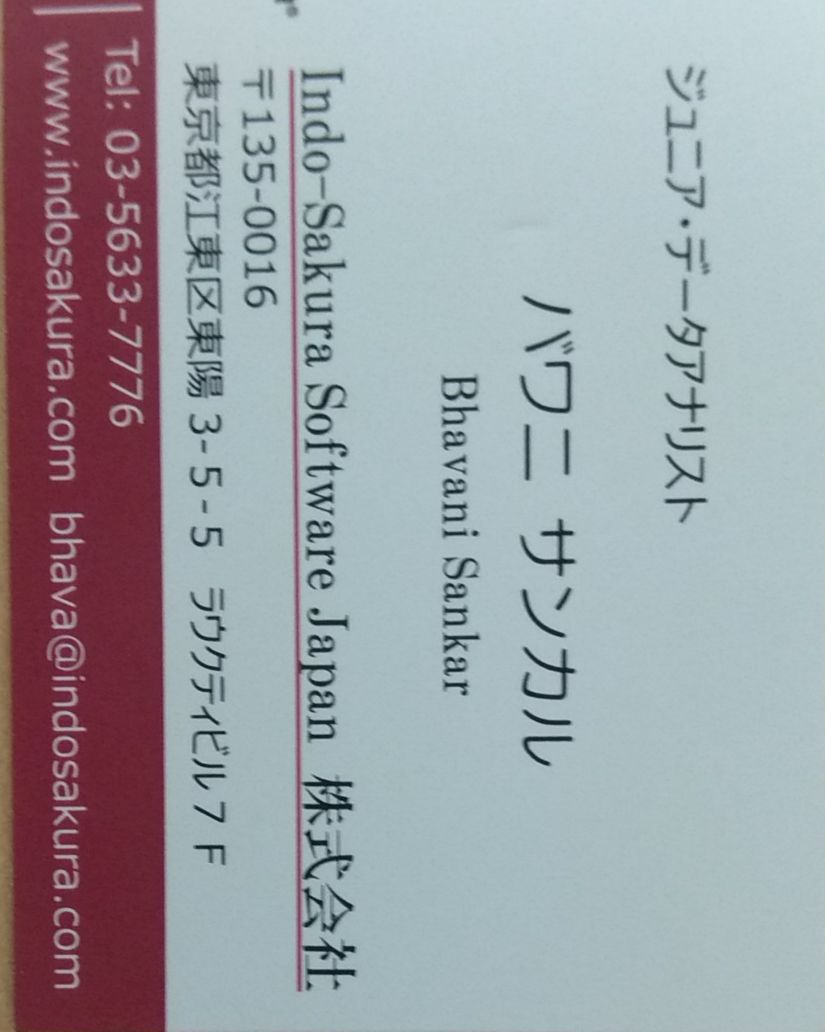 ジュニア・データアナリスト
バワニ サンカル
Bhavani Sankar
Indo-Sakura Software Japan 株式会社
〒135-0016
東京都江東区東陽 3-5-5 ラウクティビル 7 F
Tel: 03-5633-7776
www.indosakura.com bhava@indosakura.com